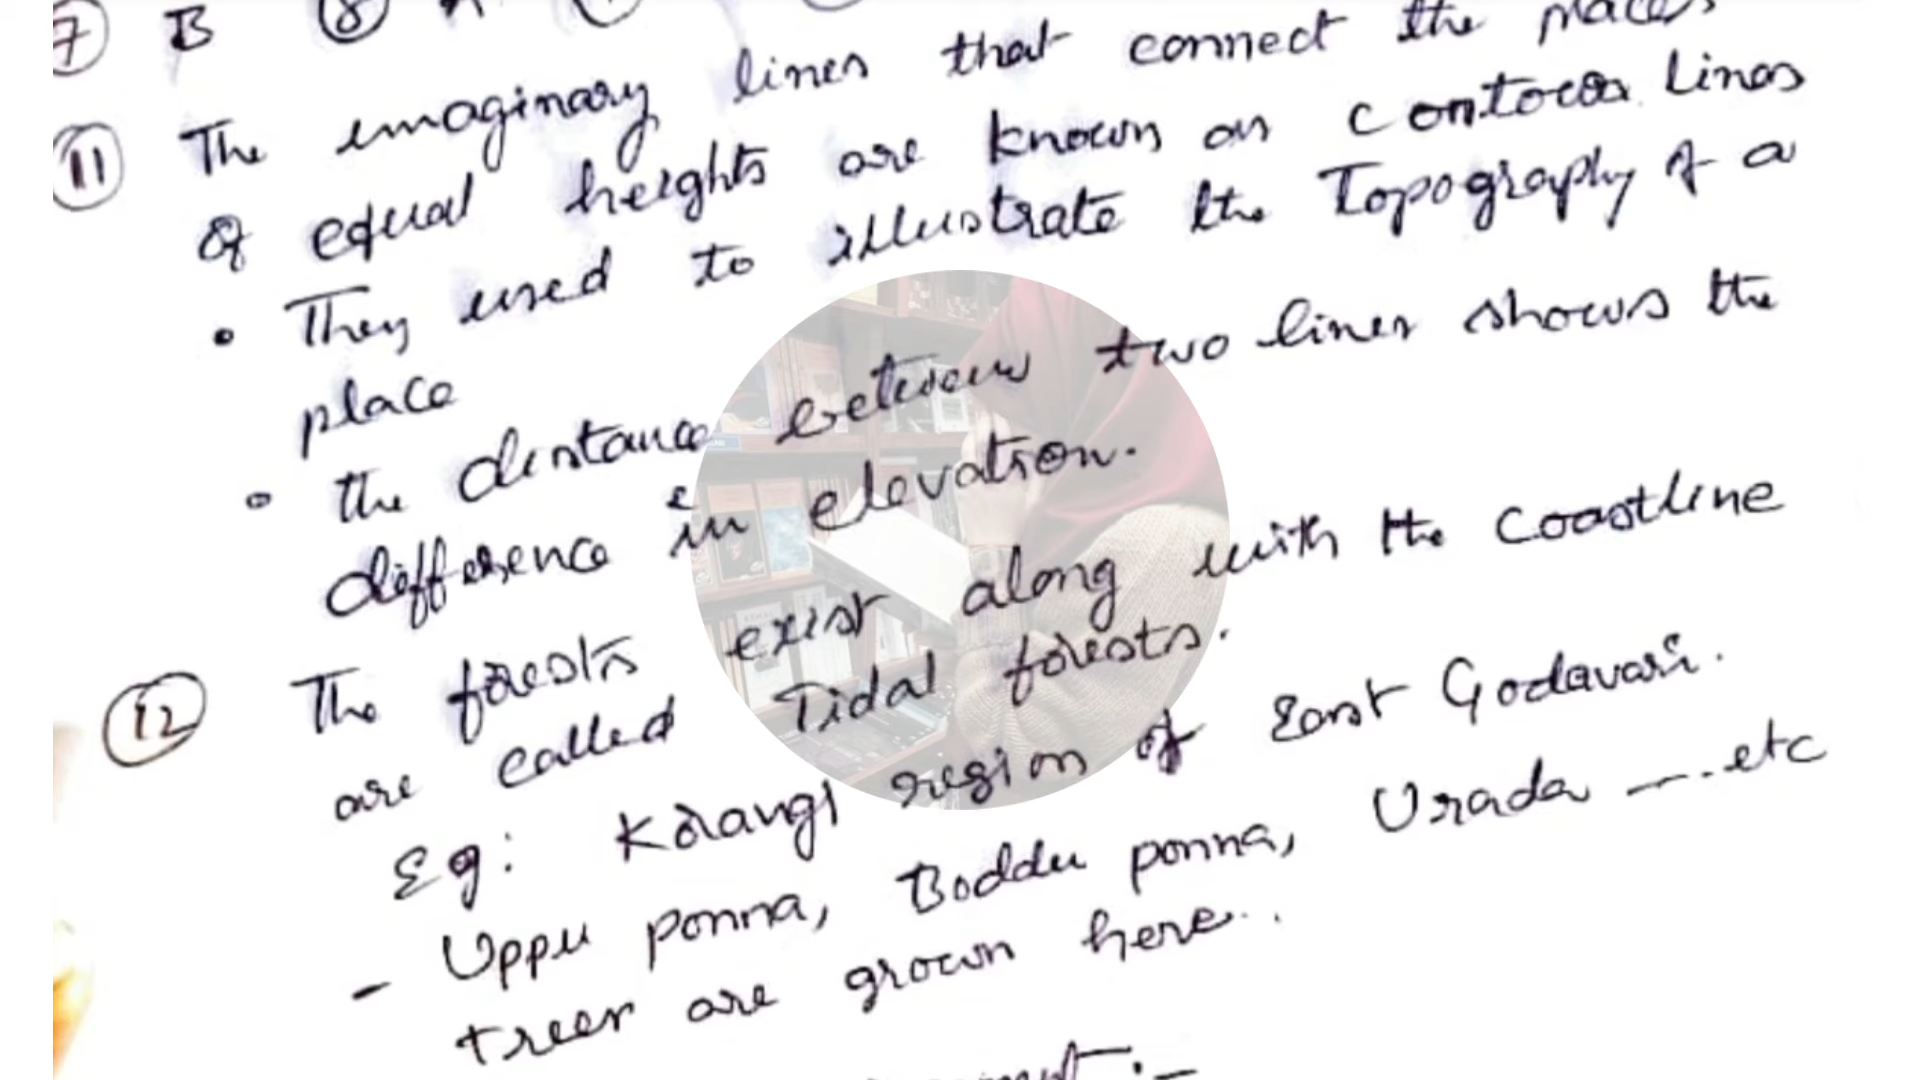 7 B 8
11 The imaginary lines that connect the places
of equal heights are known as contour Lines
• They used to illustrate the Topography of a
place
• the distance between two lines shows the
difference in elevation.
12 The forests exist along with the coastline
are called Tidal forests.
Eg: Korangi region of East Godavari.
- Uppu ponna, Boddu ponna, Urada ---.etc
trees are grown here.